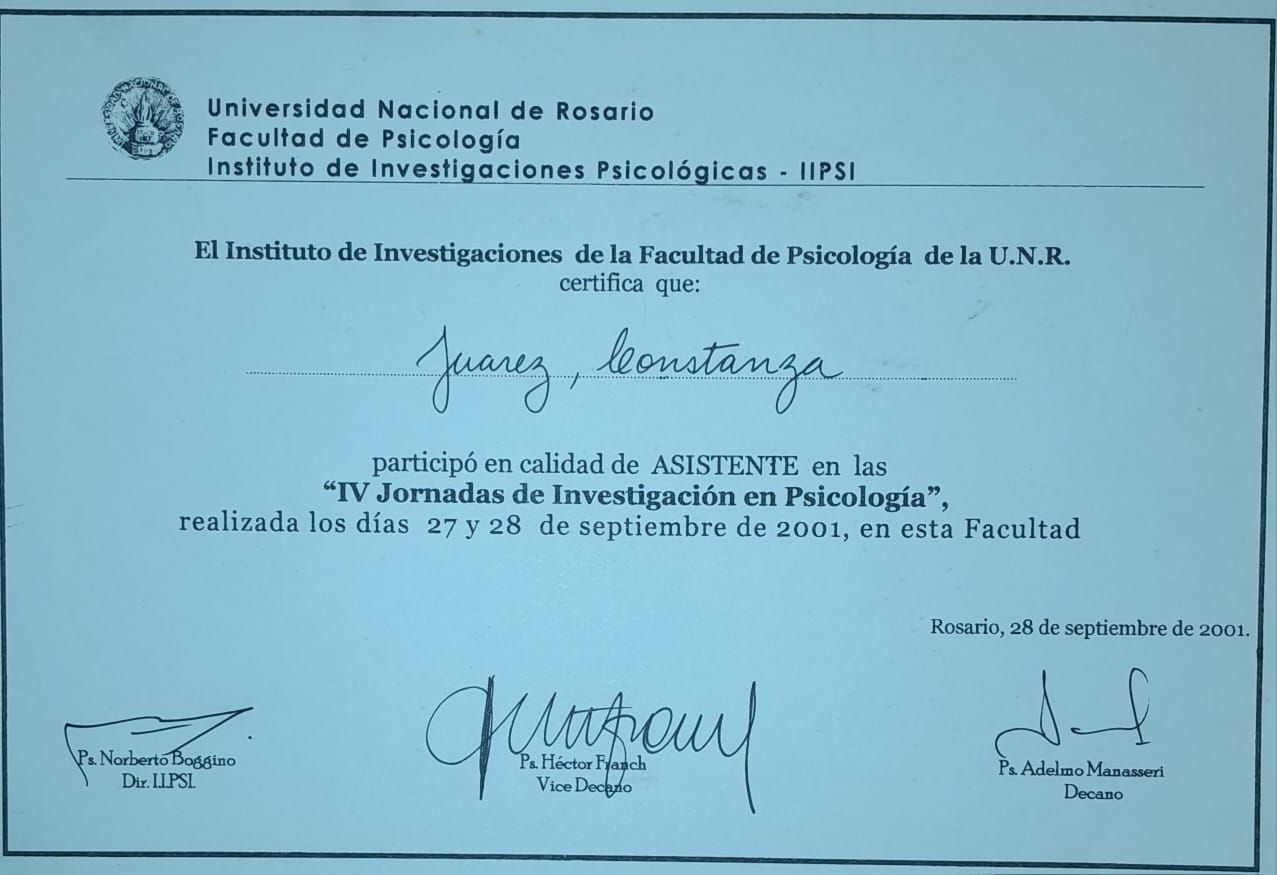 Universidad Nacional de Rosario
Facultad de Psicología
Instituto de Investigaciones Psicológicas - IIPSI
El Instituto de Investigaciones de la Facultad de Psicología de la U.N.R.
certifica que:
Juarez, Constanza
participó en calidad de ASISTENTE en las
“IV Jornadas de Investigación en Psicología”,
realizada los días 27 y 28 de septiembre de 2001, en esta Facultad
Rosario, 28 de septiembre de 2001.
Ps. Norberto Boggino
Dir. I.I.PSI.
Ps. Héctor Franch
Vice Decano
Ps. Adelmo Manasseri
Decano